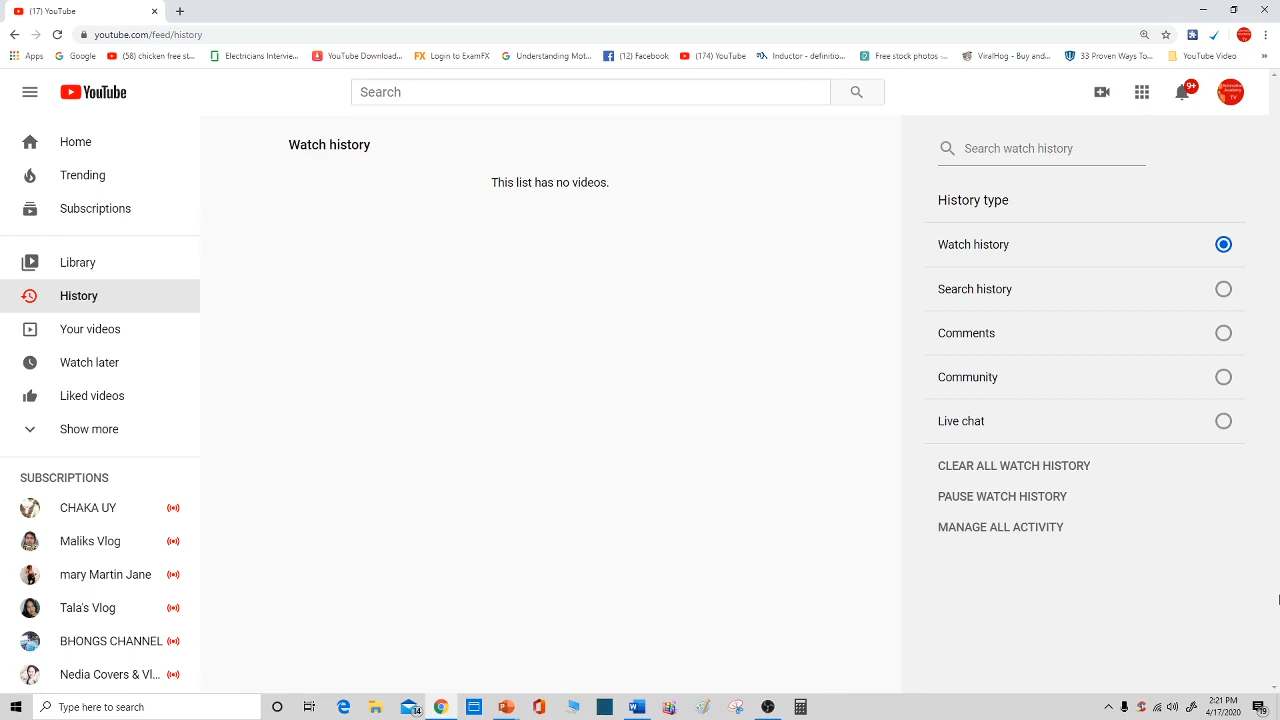 (17) YouTube
youtube.com/feed/history
Apps
Google
(58) chicken free st...
Electricians Intervie...
YouTube Download...
FX Login to ExamFX
Understanding Mot...
(12) Facebook
(174) YouTube
Inductor - definitio...
Free stock photos -...
ViralHog - Buy and...
33 Proven Ways To...
YouTube Video
YouTube
Search
9+
Academy
TV
Home
Trending
Subscriptions
Library
History
Your videos
Watch later
Liked videos
Show more
SUBSCRIPTIONS
CHAKA UY
Maliks Vlog
mary Martin Jane
Tala's Vlog
BHONGS CHANNEL
Nedia Covers & Vl...
Watch history
This list has no videos.
Search watch history
History type
Watch history
Search history
Comments
Community
Live chat
CLEAR ALL WATCH HISTORY
PAUSE WATCH HISTORY
MANAGE ALL ACTIVITY
Type here to search
14
2:21 PM
4/17/2020
19